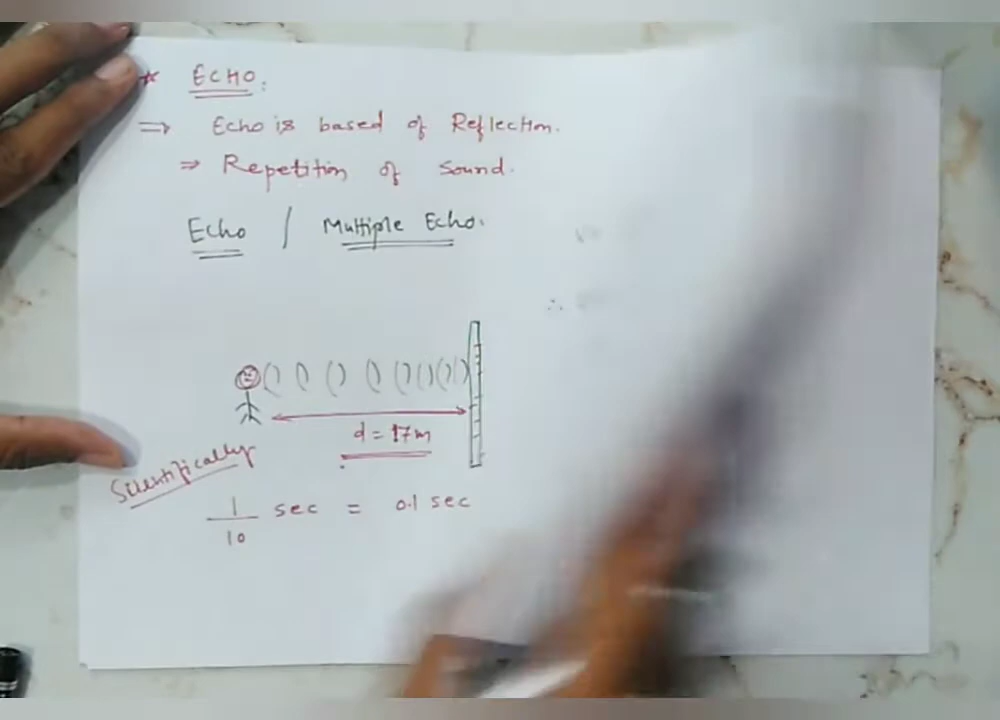 * ECHO.
⇒ Echo is based of Reflection.
⇒ Repetition of Sound.
Echo / Multiple Echo.
d = 17m
Scientifically
1/10 sec = 0.1 sec
∴